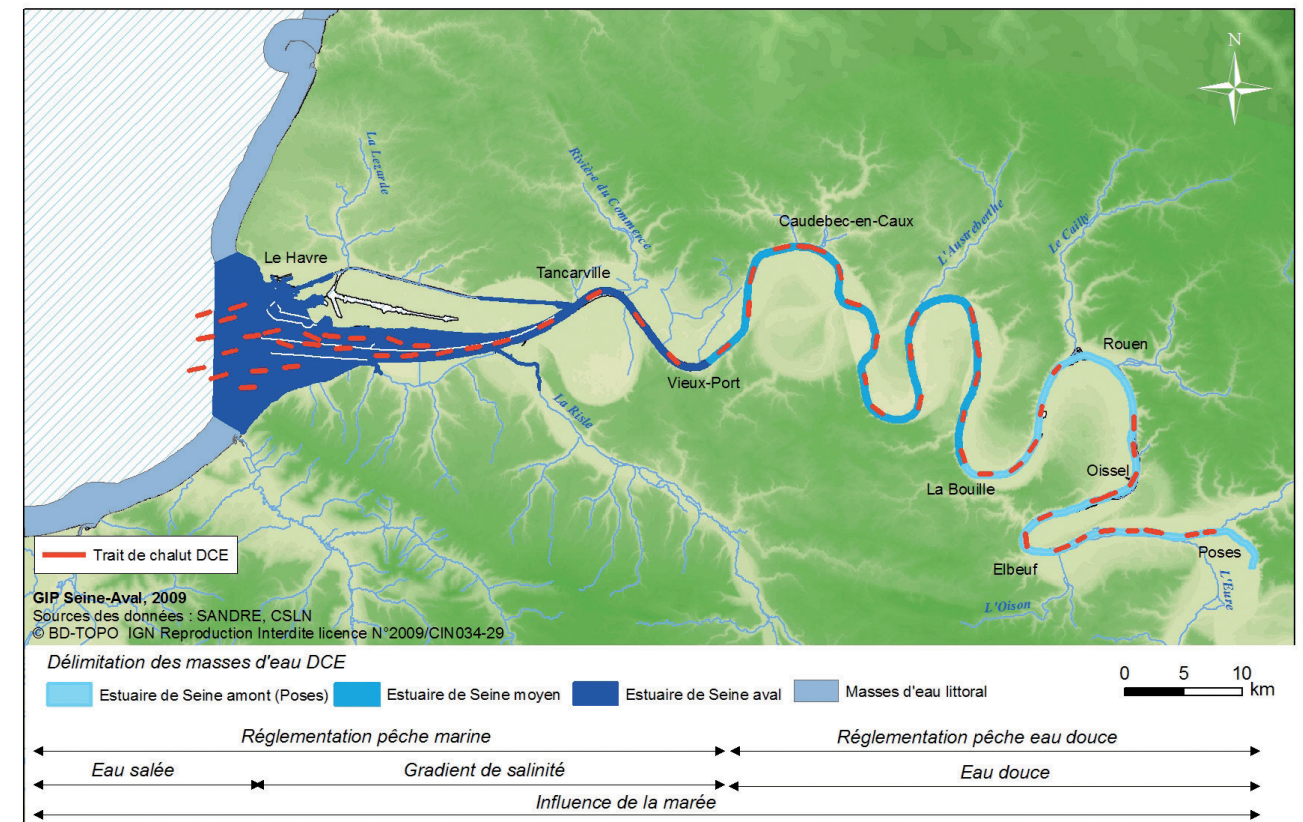 N
La Lezarde
Rivière du Commerce
Caudebec-en-Caux
L'Austreberthe
Le Cailly
Le Havre
Tancarville
Rouen
Vieux-Port
La Risle
Oissel
La Bouille
Poses
Elbeuf
L'Eure
L'Oison
Trait de chalut DCE
GIP Seine-Aval, 2009
Sources des données : SANDRE, CSLN
© BD-TOPO IGN Reproduction Interdite licence N°2009/CIN034-29
Délimitation des masses d'eau DCE
Estuaire de Seine amont (Poses) Estuaire de Seine moyen Estuaire de Seine aval Masses d'eau littoral
0 5 10
km
Réglementation pêche marine Réglementation pêche eau douce
Eau salée Gradient de salinité Eau douce
Influence de la marée